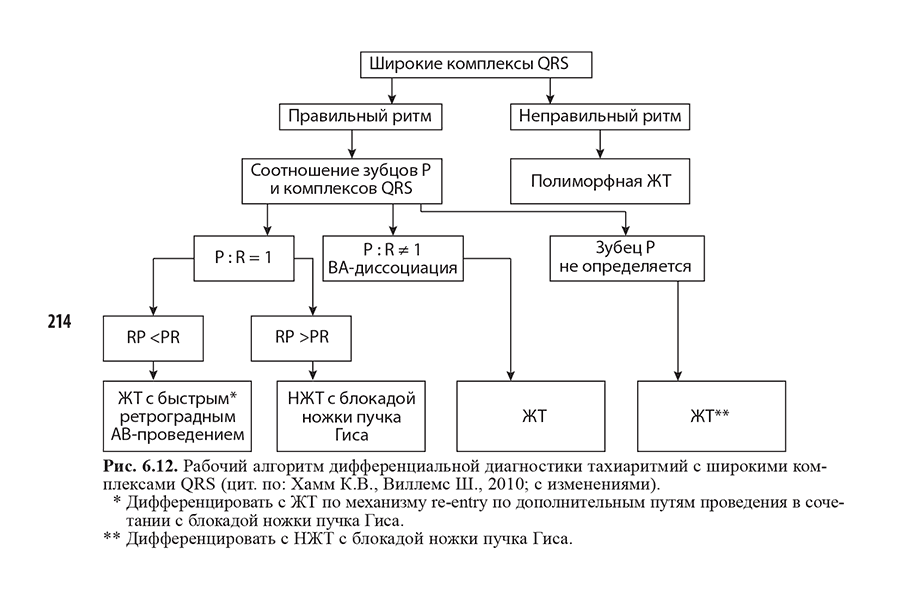 Широкие комплексы QRS
Правильный ритм
Неправильный ритм
Соотношение зубцов P
и комплексов QRS
Полиморфная ЖТ
P : R = 1
P : R ≠ 1
ВА-диссоциация
Зубец P
не определяется
214
RP <PR
RP >PR
ЖТ с быстрым*
ретроградным
АВ-проведением
НЖТ с блокадой
ножки пучка
Гиса
ЖТ
ЖТ**
Рис. 6.12. Рабочий алгоритм дифференциальной диагностики тахиаритмий с широкими ком-
плексами QRS (цит. по: Хамм К.В., Виллемс Ш., 2010; с изменениями).
* Дифференцировать с ЖТ по механизму re-entry по дополнительным путям проведения в соче-
тании с блокадой ножки пучка Гиса.
** Дифференцировать с НЖТ с блокадой ножки пучка Гиса.